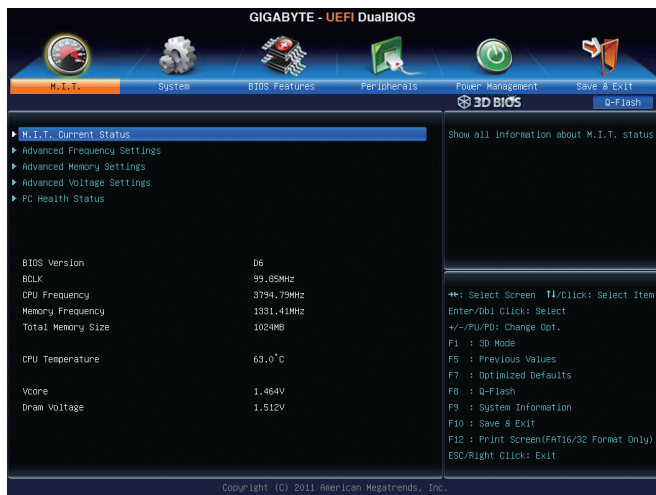 GIGABYTE - UEFI DualBIOS
M.I.T. System BIOS Features Peripherals Power Management Save & Exit
3D BIOS Q-Flash
M.I.T. Current Status
Advanced Frequency Settings
Advanced Memory Settings
Advanced Voltage Settings
PC Health Status
BIOS Version D6
BCLK 99.85MHz
CPU Frequency 3794.79MHz
Memory Frequency 1331.41MHz
Total Memory Size 1024MB
CPU Temperature 63.0°C
Vcore 1.464V
Dram Voltage 1.512V
Show all information about M.I.T. status
→←: Select Screen ↑↓/Click: Select Item
Enter/Dbl Click: Select
+/-/PU/PD: Change Opt.
F1 : 3D Mode
F5 : Previous Values
F7 : Optimized Defaults
F8 : Q-Flash
F9 : System Information
F10 : Save & Exit
F12 : Print Screen(FAT16/32 Format Only)
ESC/Right Click: Exit
Copyright (C) 2011 American Megatrends, Inc.